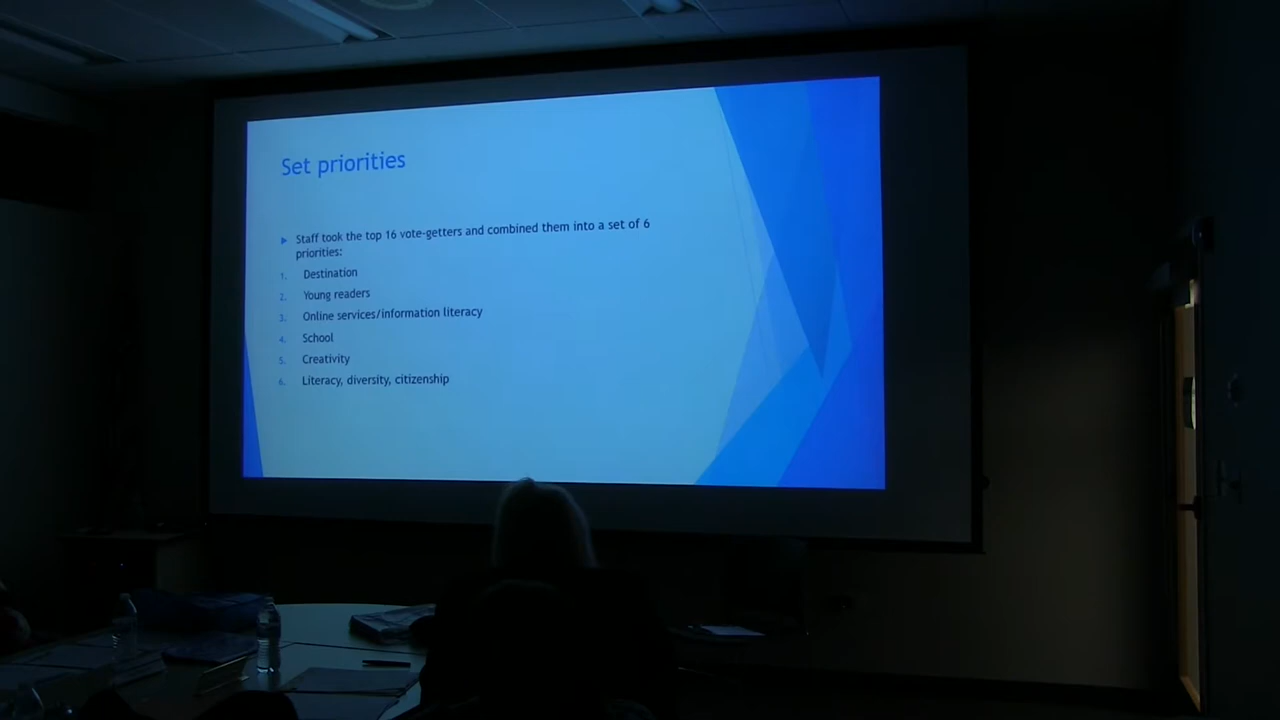 Set priorities
Staff took the top 16 vote-getters and combined them into a set of 6
priorities:
1. Destination
2. Young readers
3. Online services/information literacy
4. School
5. Creativity
6. Literacy, diversity, citizenship